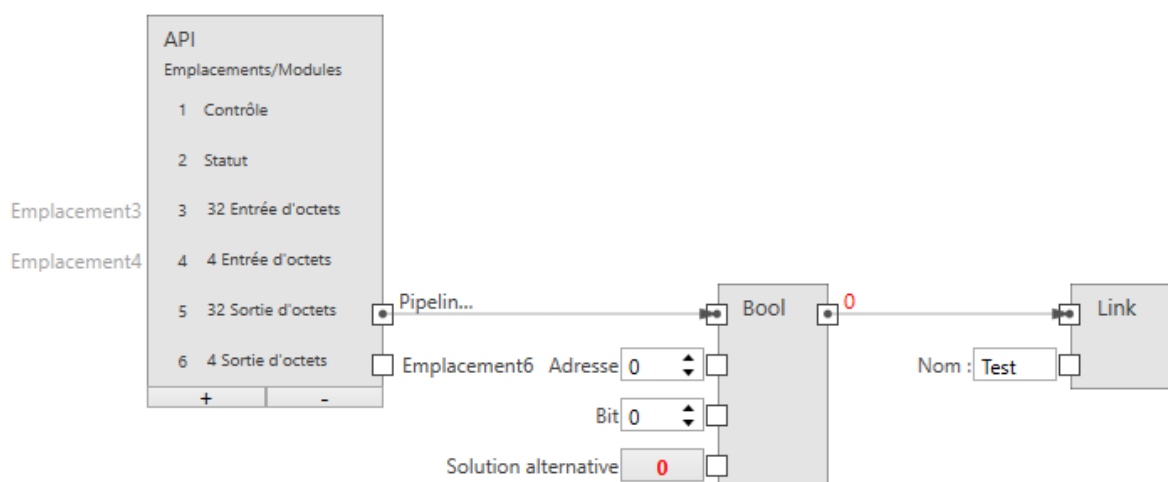 API
Emplacements/Modules
1 Contrôle
2 Statut
Emplacement3 3 32 Entrée d'octets
Emplacement4 4 4 Entrée d'octets
5 32 Sortie d'octets Pipelin... Bool 0 Link
6 4 Sortie d'octets Emplacement6 Adresse 0 Nom : Test
+ -
Bit 0
Solution alternative 0